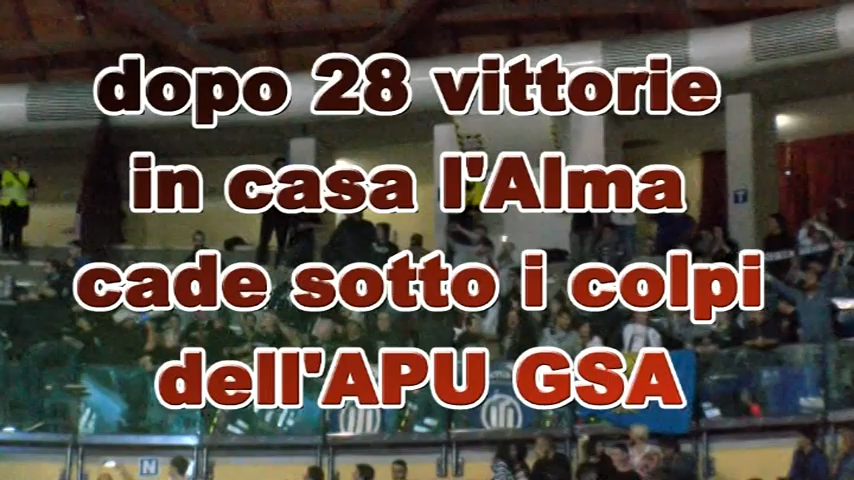 dopo 28 vittorie
in casa l'Alma
cade sotto i colpi
dell'APU GSA
T
N